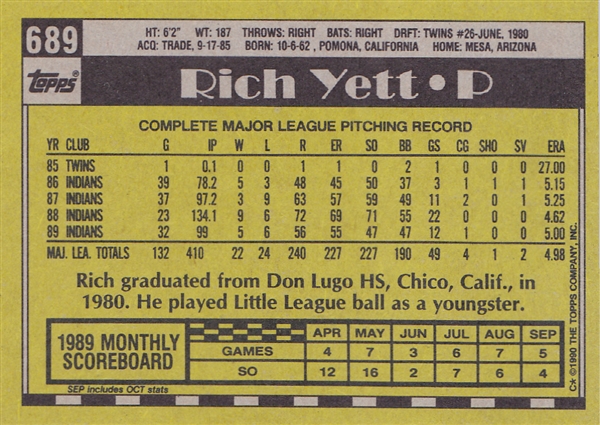 689
HT: 6'2" WT: 187 THROWS: RIGHT BATS: RIGHT DRFT: TWINS #26-JUNE, 1980
ACQ: TRADE, 9-17-85 BORN: 10-6-62, POMONA, CALIFORNIA HOME: MESA, ARIZONA
topps
Rich Yett • P
COMPLETE MAJOR LEAGUE PITCHING RECORD
YR CLUB G IP W L R ER SO BB GS CG SHO SV ERA
85 TWINS 1 0.1 0 0 1 1 0 2 1 0 0 0 27.00
86 INDIANS 39 78.2 5 3 48 45 50 37 3 1 1 1 5.15
87 INDIANS 37 97.2 3 9 63 57 59 49 11 2 0 1 5.25
88 INDIANS 23 134.1 9 6 72 69 71 55 22 0 0 0 4.62
89 INDIANS 32 99 5 6 56 55 47 47 12 1 0 0 5.00
MAJ. LEA. TOTALS 132 410 22 24 240 227 227 190 49 4 1 2 4.98
Rich graduated from Don Lugo HS, Chico, Calif., in
1980. He played Little League ball as a youngster.
1989 MONTHLY
SCOREBOARD
APR MAY JUN JUL AUG SEP
GAMES 4 7 3 6 7 5
SO 12 16 2 7 6 4
SEP includes OCT stats
C* ©1990 THE TOPPS COMPANY, INC.